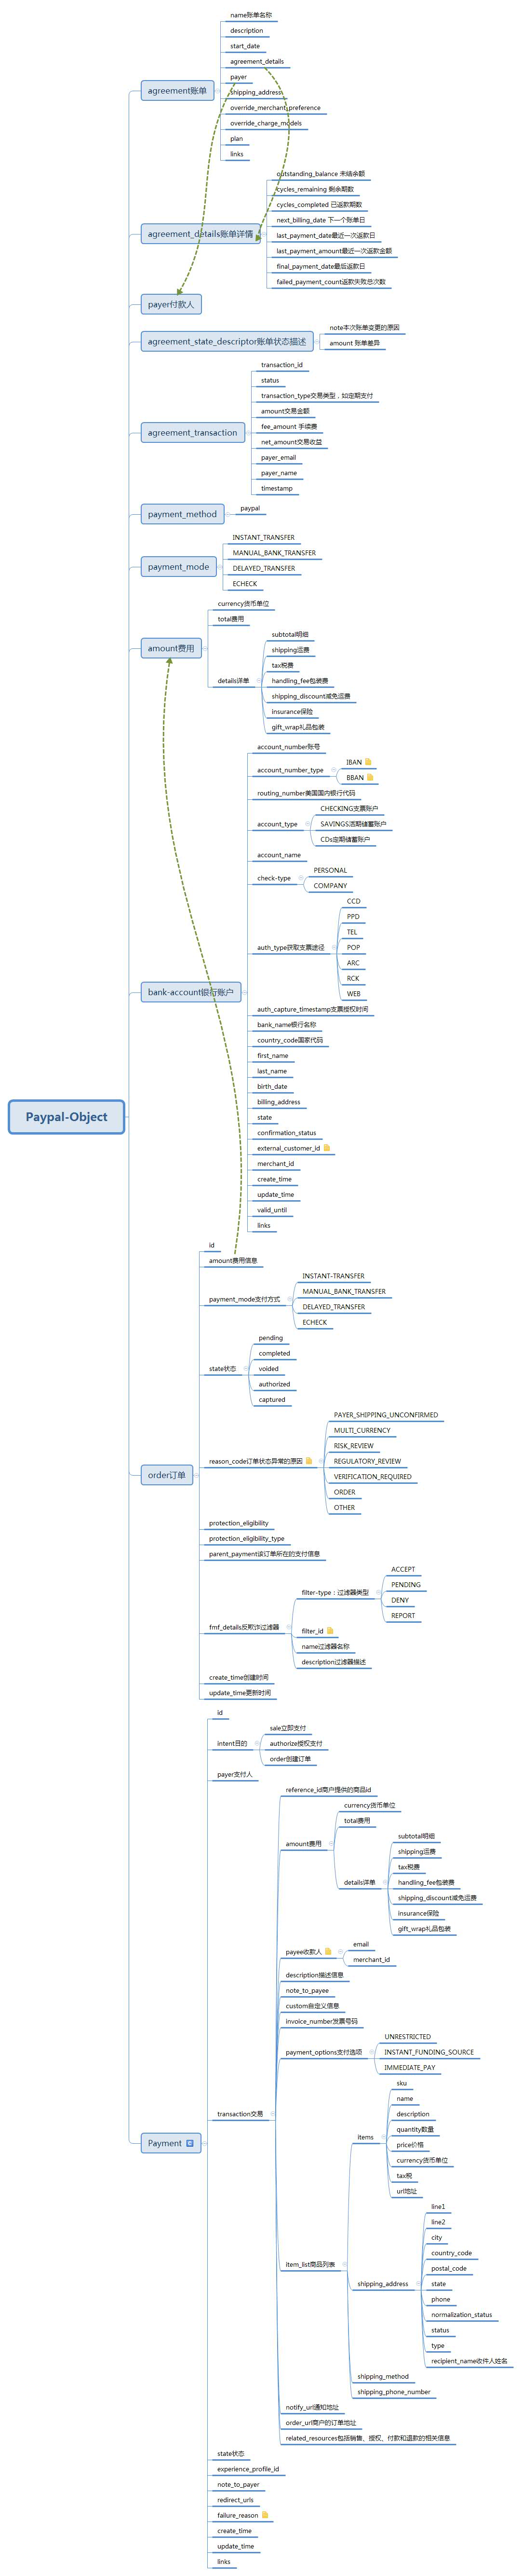 Paypal-Object
agreement账单
name账单名称
description
start_date
agreement_details
payer
shipping_address
override_merchant_preference
override_charge_models
plan
links
agreement_details账单详情
outstanding_balance 未结余额
cycles_remaining 剩余期数
cycles_completed 已返款期数
next_billing_date 下一个账单日
last_payment_date最近一次返款日
last_payment_amount最近一次返款金额
final_payment_date最后返款日
failed_payment_count返款失败总次数
payer付款人
agreement_state_descriptor账单状态描述
note本次账单变更的原因
amount 账单差异
agreement_transaction
transaction_id
status
transaction_type交易类型，如定期支付
amount交易金额
fee_amount 手续费
net_amount交易收益
payer_email
payer_name
timestamp
payment_method
paypal
payment_mode
INSTANT_TRANSFER
MANUAL_BANK_TRANSFER
DELAYED_TRANSFER
ECHECK
amount费用
currency货币单位
total费用
details详单
subtotal明细
shipping运费
tax税费
handling_fee包装费
shipping_discount减免运费
insurance保险
gift_wrap礼品包装
bank-account银行账户
account_number账号
account_number_type
IBAN
BBAN
routing_number美国国内银行代码
account_type
CHECKING支票账户
SAVINGS活期储蓄账户
CDs定期储蓄账户
account_name
check-type
PERSONAL
COMPANY
auth_type获取支票途径
CCD
PPD
TEL
POP
ARC
RCK
WEB
auth_capture_timestamp支票授权时间
bank_name银行名称
country_code国家代码
first_name
last_name
birth_date
billing_address
state
confirmation_status
external_customer_id
merchant_id
create_time
update_time
valid_until
links
order订单
id
amount费用信息
payment_mode支付方式
INSTANT-TRANSFER
MANUAL_BANK_TRANSFER
DELAYED_TRANSFER
ECHECK
state状态
pending
completed
voided
authorized
captured
reason_code订单状态异常的原因
PAYER_SHIPPING_UNCONFIRMED
MULTI_CURRENCY
RISK_REVIEW
REGULATORY_REVIEW
VERIFICATION_REQUIRED
ORDER
OTHER
protection_eligibility
protection_eligibility_type
parent_payment该订单所在的支付信息
fmf_details反欺诈过滤器
filter-type：过滤器类型
ACCEPT
PENDING
DENY
REPORT
filter_id
name过滤器名称
description过滤器描述
create_time创建时间
update_time更新时间
Payment
id
intent目的
sale立即支付
authorize授权支付
order创建订单
payer支付人
transaction交易
reference_id商户提供的商品id
amount费用
currency货币单位
total费用
details详单
subtotal明细
shipping运费
tax税费
handling_fee包装费
shipping_discount减免运费
insurance保险
gift_wrap礼品包装
payee收款人
email
merchant_id
description描述信息
note_to_payee
custom自定义信息
invoice_number发票号码
payment_options支付选项
UNRESTRICTED
INSTANT_FUNDING_SOURCE
IMMEDIATE_PAY
item_list商品列表
items
sku
name
description
quantity数量
price价格
currency货币单位
tax税
url地址
shipping_address
line1
line2
city
country_code
postal_code
state
phone
normalization_status
status
type
recipient_name收件人姓名
shipping_method
shipping_phone_number
notify_url通知地址
order_url商户的订单地址
related_resources包括销售、授权、付款和退款的相关信息
state状态
experience_profile_id
note_to_payer
redirect_urls
failure_reason
create_time
update_time
links